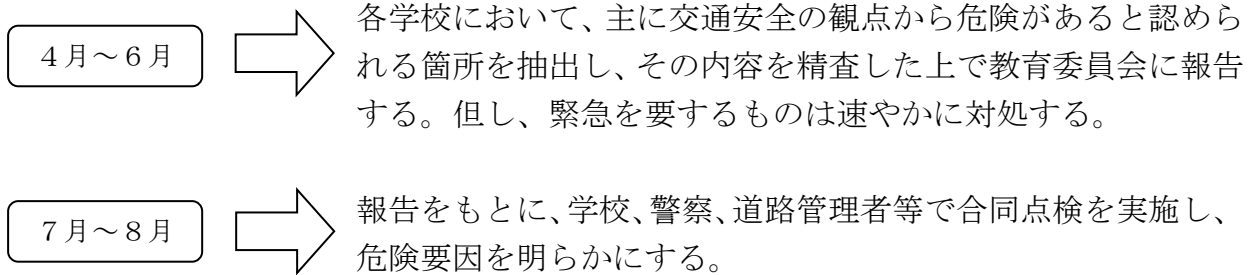 ４月～６月
各学校において、主に交通安全の観点から危険があると認めら
れる箇所を抽出し、その内容を精査した上で教育委員会に報告
する。但し、緊急を要するものは速やかに対処する。
７月～８月
報告をもとに、学校、警察、道路管理者等で合同点検を実施し、
危険要因を明らかにする。